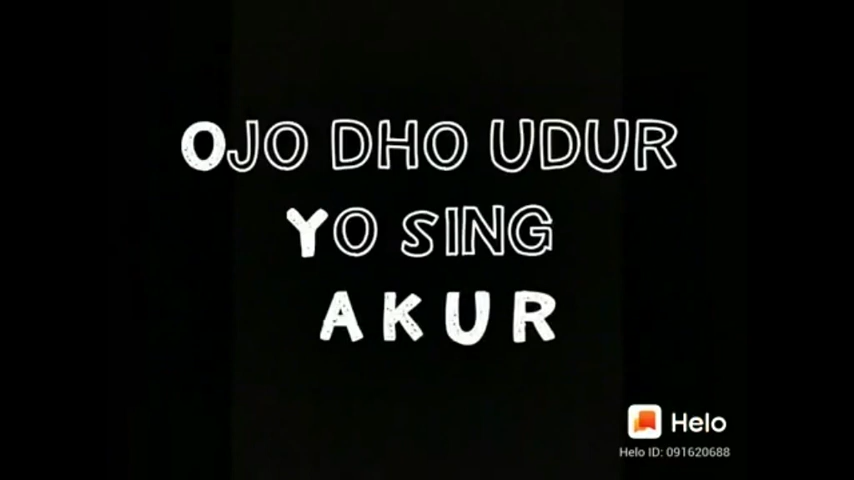 OJO DHO UDUR
YO SING
AKUR
Helo
Helo ID: 091620688